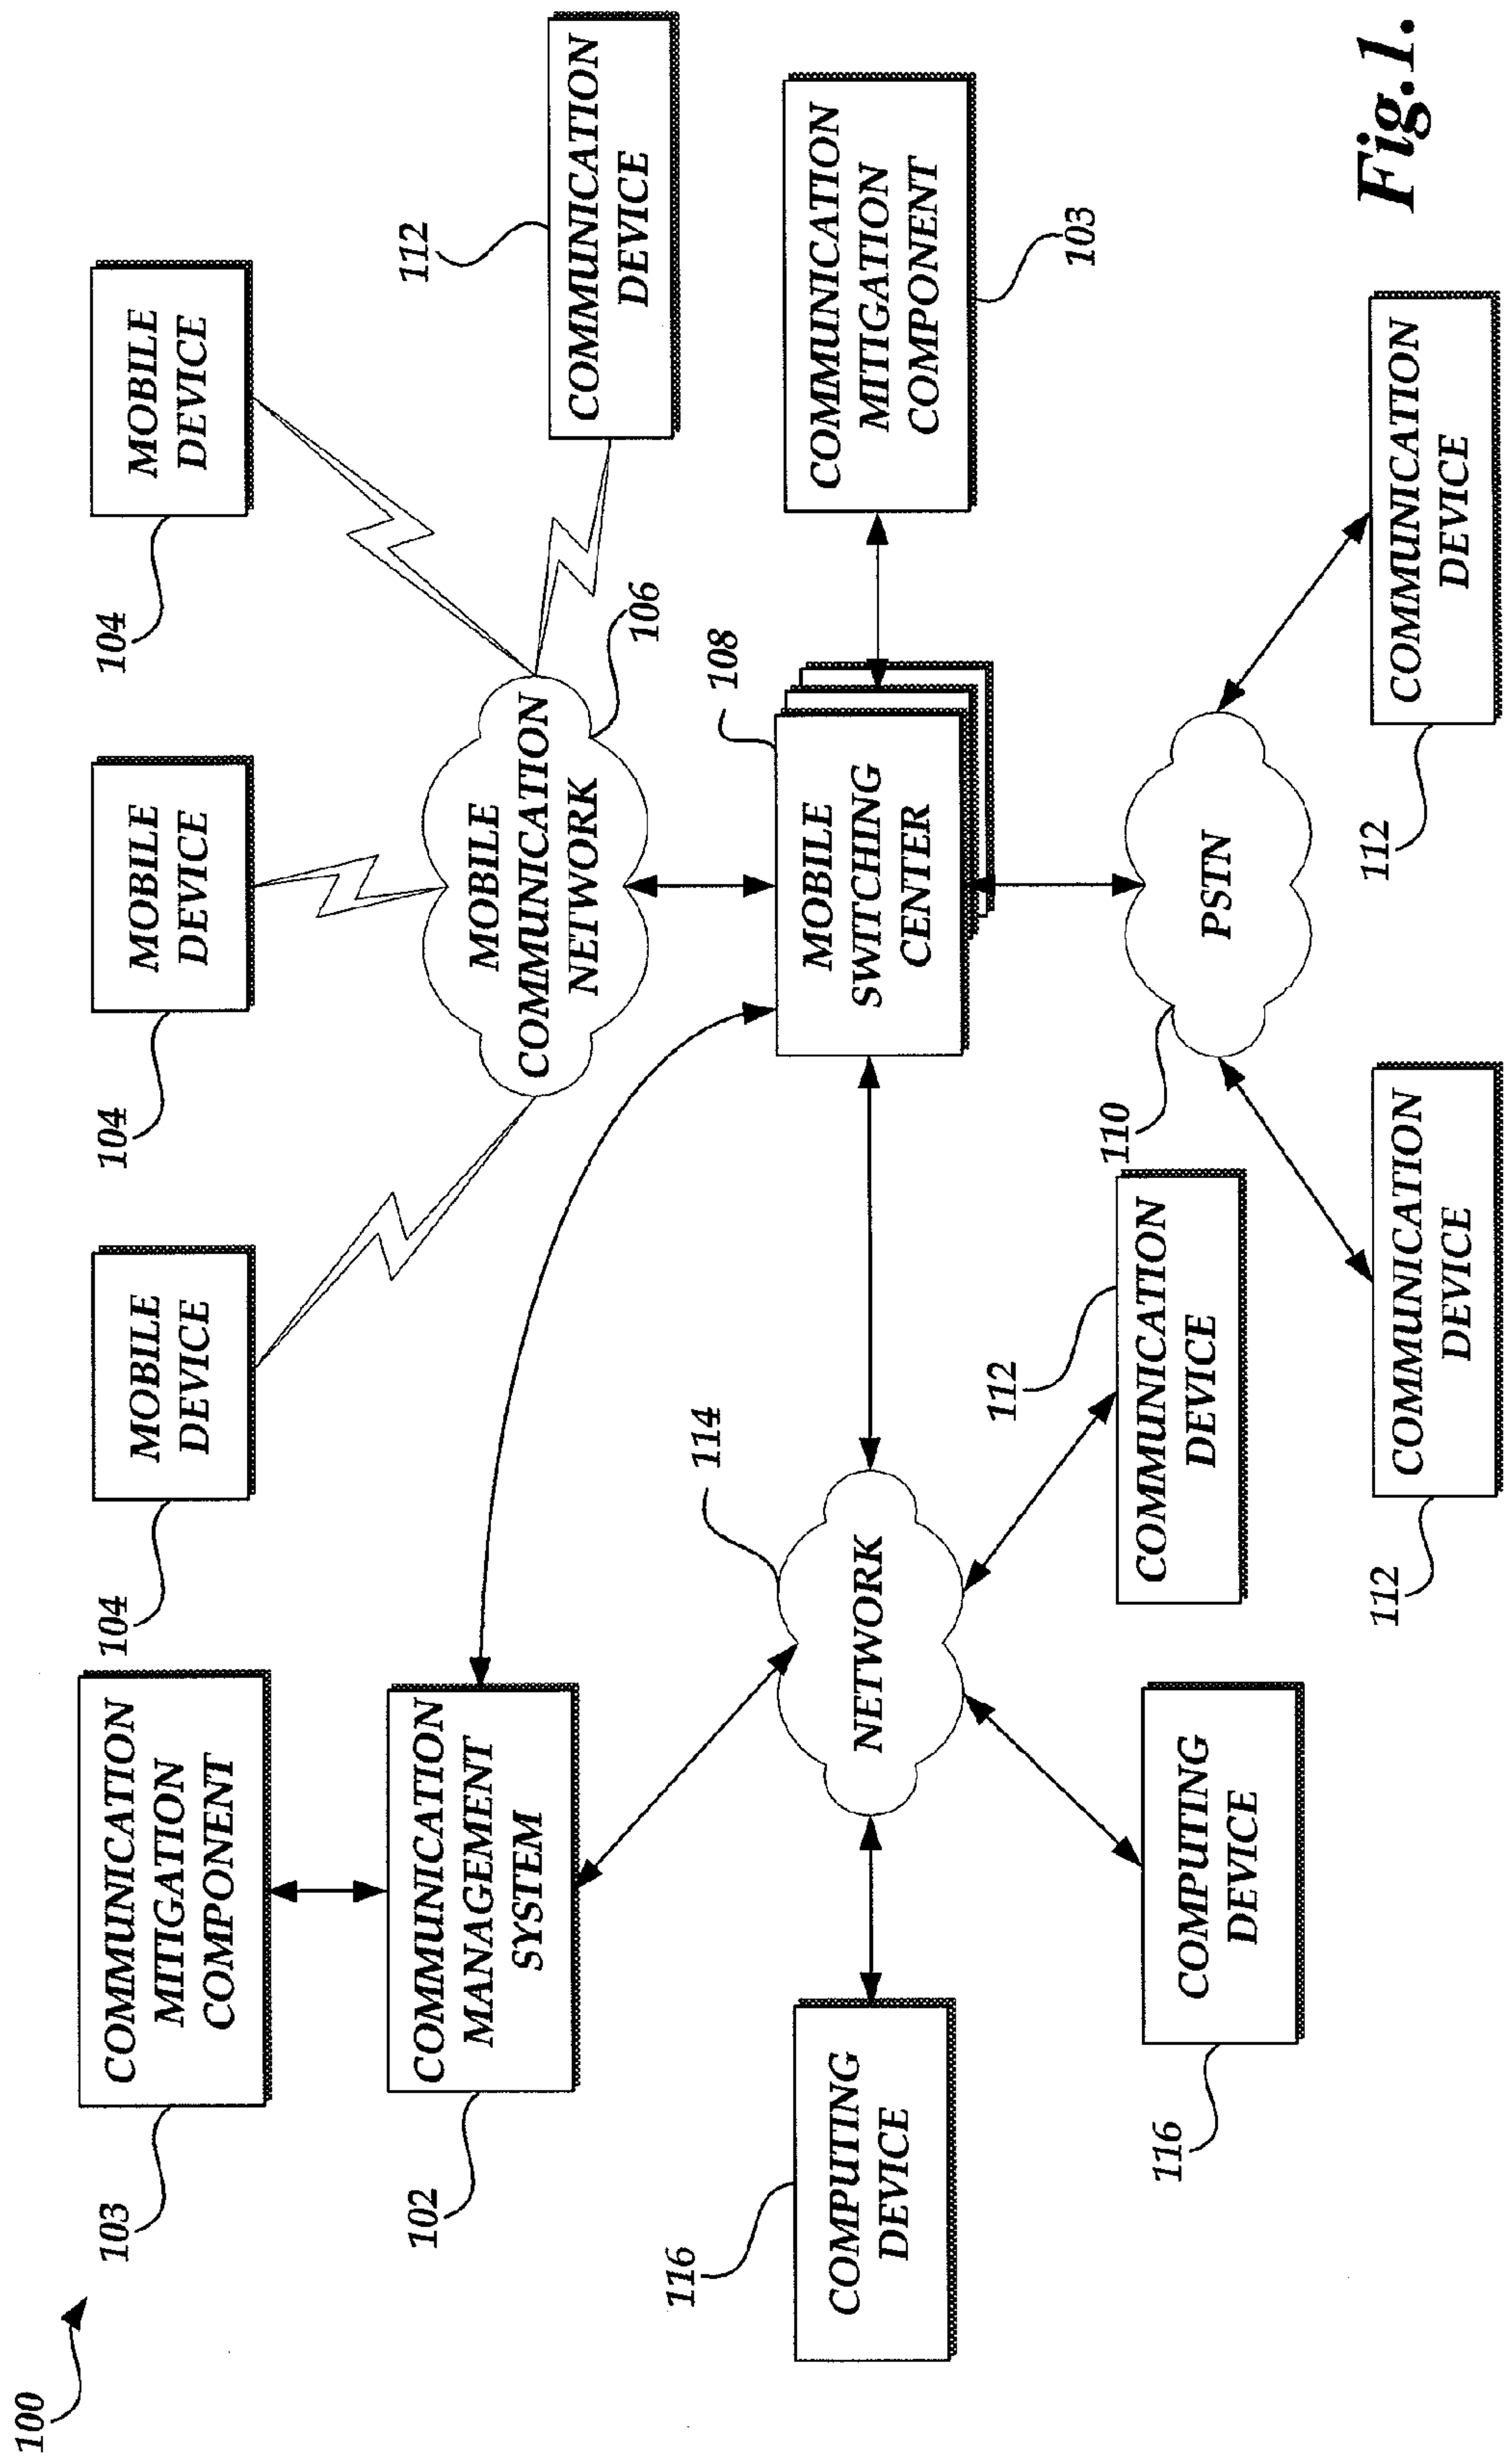 100
103
COMMUNICATION
MITIGATION
COMPONENT
104
MOBILE
DEVICE
104
MOBILE
DEVICE
104
MOBILE
DEVICE
102
COMMUNICATION
MANAGEMENT
SYSTEM
MOBILE
COMMUNICATION
NETWORK
106
112
COMMUNICATION
DEVICE
116
COMPUTING
DEVICE
114
NETWORK
108
MOBILE
SWITCHING
CENTER
COMMUNICATION
MITIGATION
COMPONENT
103
116
COMPUTING
DEVICE
112
COMMUNICATION
DEVICE
110
PSTN
112
COMMUNICATION
DEVICE
112
COMMUNICATION
DEVICE
Fig.1.